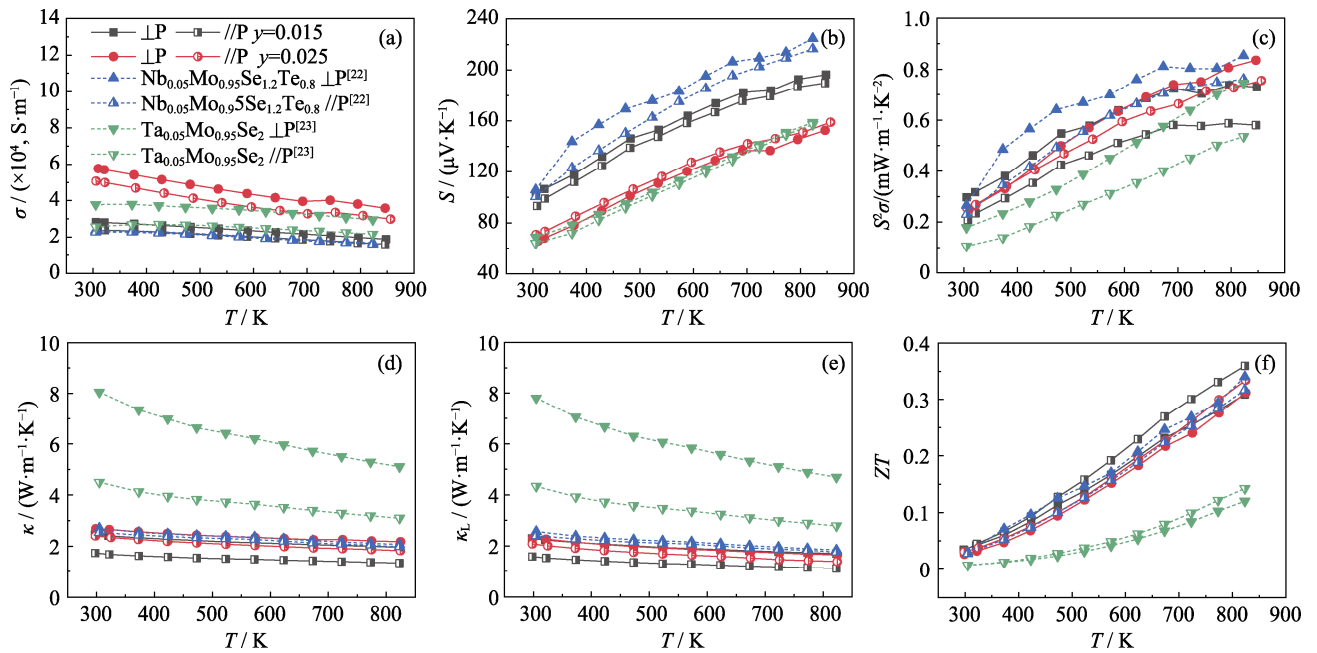 14
12
10
8
6
4
2
0
300 400 500 600 700 800 900
T / K
σ / (×10⁴, S·m⁻¹)
(a)
⊥P //P y=0.015
⊥P //P y=0.025
Nb₀.₀₅Mo₀.₉₅Se₁.₂Te₀.₈ ⊥P[22]
Nb₀.₀₅Mo₀.₉5Se₁.₂Te₀.₈ //P[22]
Ta₀.₀₅Mo₀.₉₅Se₂ ⊥P[23]
Ta₀.₀₅Mo₀.₉₅Se₂ //P[23]
240
200
160
120
80
40
300 400 500 600 700 800 900
T / K
S / (μV·K⁻¹)
(b)
1.0
0.8
0.6
0.4
0.2
0
300 400 500 600 700 800 900
T / K
S²σ/(mW·m⁻¹·K⁻²)
(c)
10
8
6
4
2
0
300 400 500 600 700 800
T / K
κ / (W·m⁻¹·K⁻¹)
(d)
10
8
6
4
2
0
300 400 500 600 700 800
T / K
κL / (W·m⁻¹·K⁻¹)
(e)
0.4
0.3
0.2
0.1
0
300 400 500 600 700 800 900
T / K
ZT
(f)